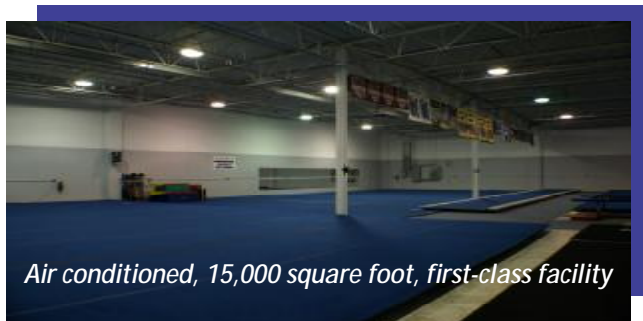 Air conditioned, 15,000 square foot, first-class facility